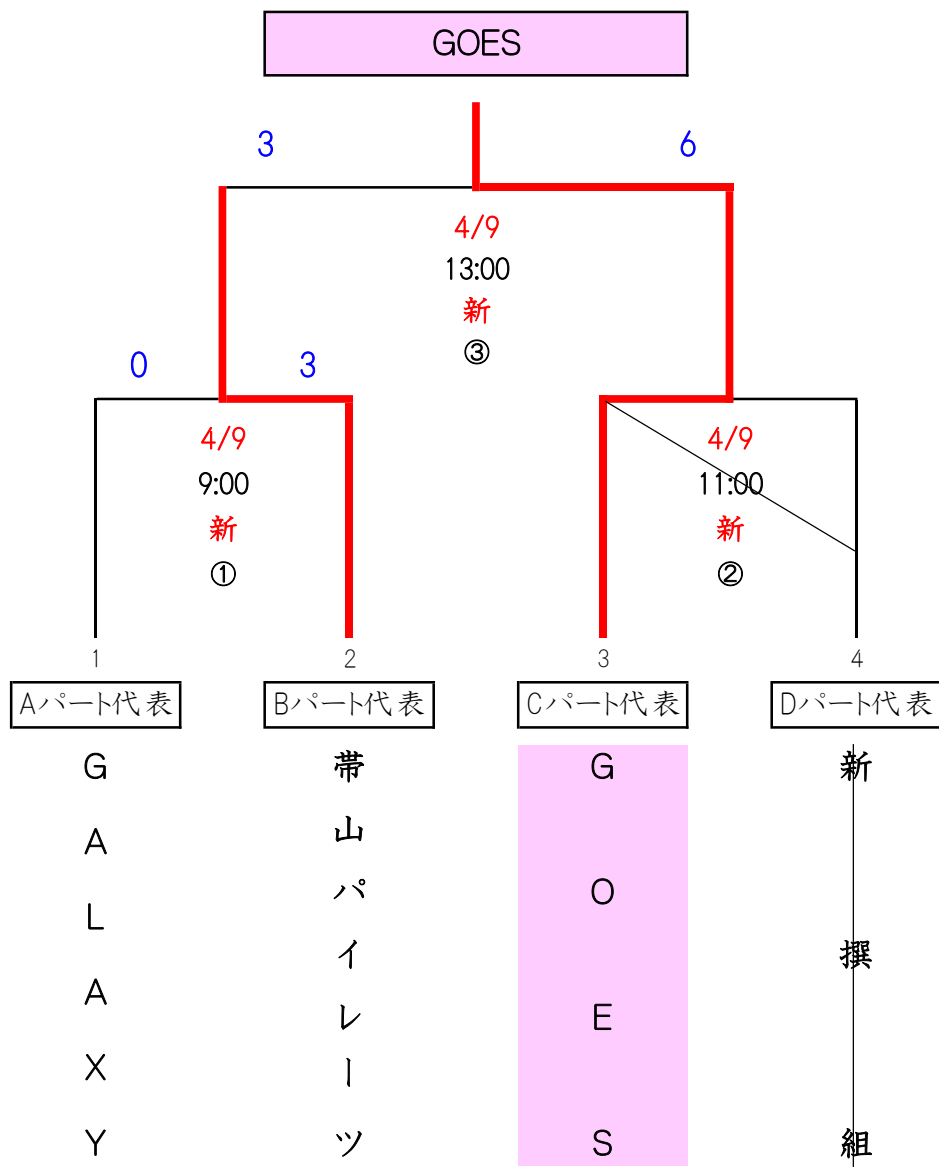 GOES
3 6
4/9
13:00
新
③
0 3
4/9 4/9
9:00 11:00
新 新
① ②
1 2 3 4
Aパート代表 Bパート代表 Cパート代表 Dパート代表
GALAXY
帯山パイレーツ
GOES
新撰組